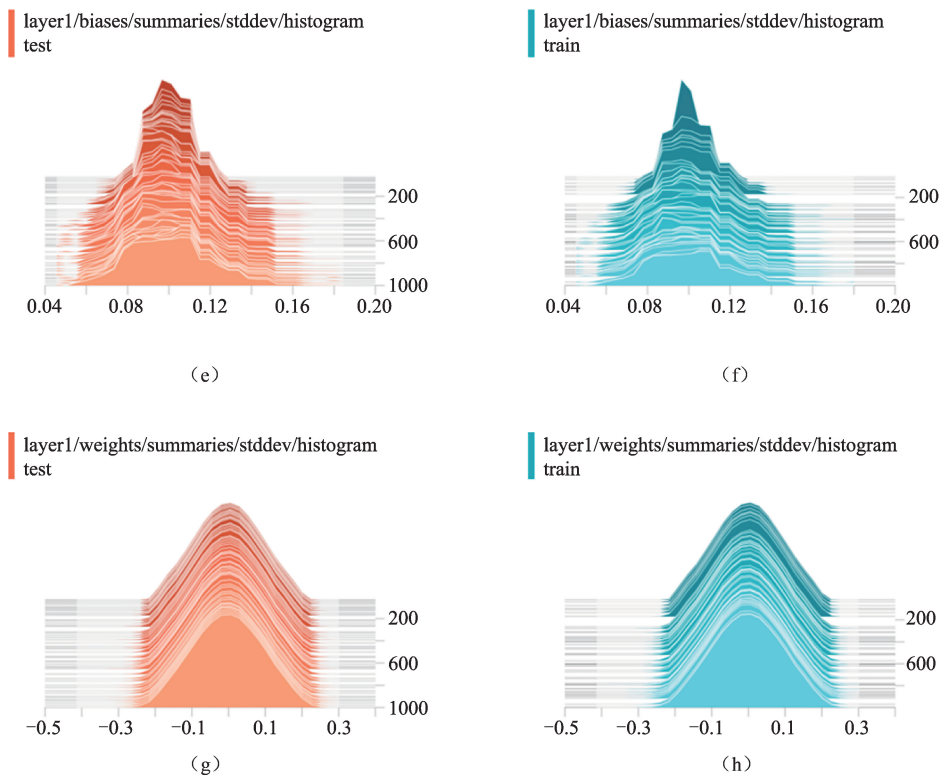 layer1/biases/summaries/stddev/histogram
test
200
600
1000
0.04 0.08 0.12 0.16 0.20
（e）
layer1/biases/summaries/stddev/histogram
train
200
600
0.04 0.08 0.12 0.16 0.20
（f）
layer1/weights/summaries/stddev/histogram
test
200
600
1000
−0.5 −0.3 −0.1 0.1 0.3
（g）
layer1/weights/summaries/stddev/histogram
train
200
600
−0.5 −0.3 −0.1 0.1 0.3
（h）